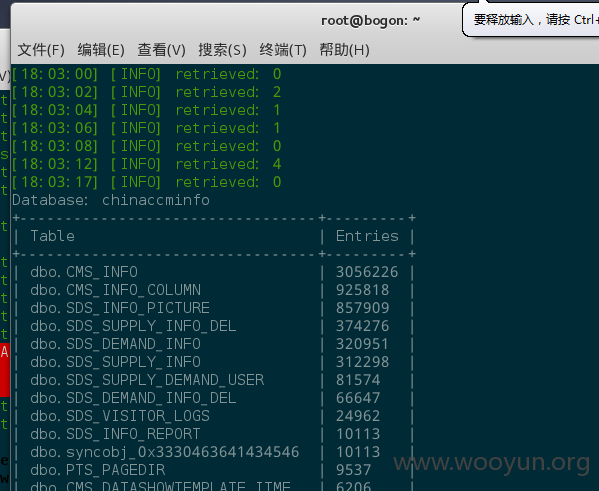 root@bogon: ~
要释放输入，请按 Ctrl+
文件(F) 编辑(E) 查看(V) 搜索(S) 终端(T) 帮助(H)
[18:03:00] [INFO] retrieved: 0
[18:03:02] [INFO] retrieved: 2
[18:03:04] [INFO] retrieved: 1
[18:03:06] [INFO] retrieved: 1
[18:03:08] [INFO] retrieved: 0
[18:03:12] [INFO] retrieved: 4
[18:03:17] [INFO] retrieved: 0
Database: chinaccminfo
+---------------------------------+---------+
| Table | Entries |
+---------------------------------+---------+
| dbo.CMS_INFO | 3056226 |
| dbo.CMS_INFO_COLUMN | 925818 |
| dbo.SDS_INFO_PICTURE | 857909 |
| dbo.SDS_SUPPLY_INFO_DEL | 374276 |
| dbo.SDS_DEMAND_INFO | 320951 |
| dbo.SDS_SUPPLY_INFO | 312298 |
| dbo.SDS_SUPPLY_DEMAND_USER | 81574 |
| dbo.SDS_DEMAND_INFO_DEL | 66647 |
| dbo.SDS_VISITOR_LOGS | 24962 |
| dbo.SDS_INFO_REPORT | 10113 |
| dbo.syncobj_0x3330463641434546 | 10113 |
| dbo.PTS_PAGEDIR | 9537 |
| dbo.CMS_DATASHOWTEMPLATE_TIME | 6206 |
www.wooyun.org